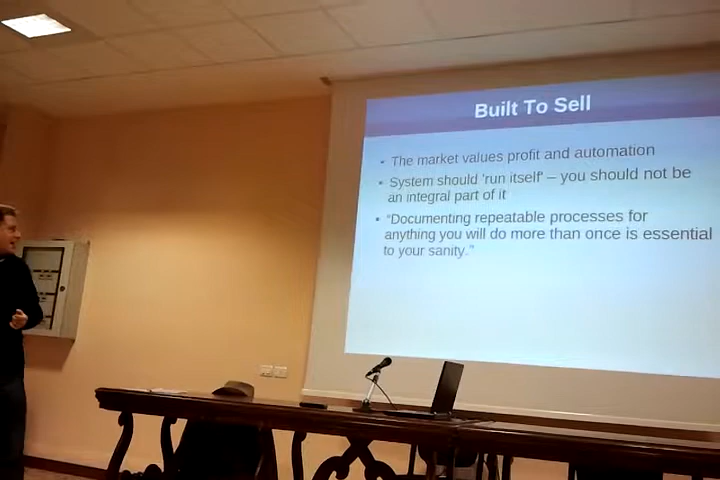 Built To Sell
• The market values profit and automation
• System should 'run itself' – you should not be
an integral part of it
• “Documenting repeatable processes for
anything you will do more than once is essential
to your sanity.”